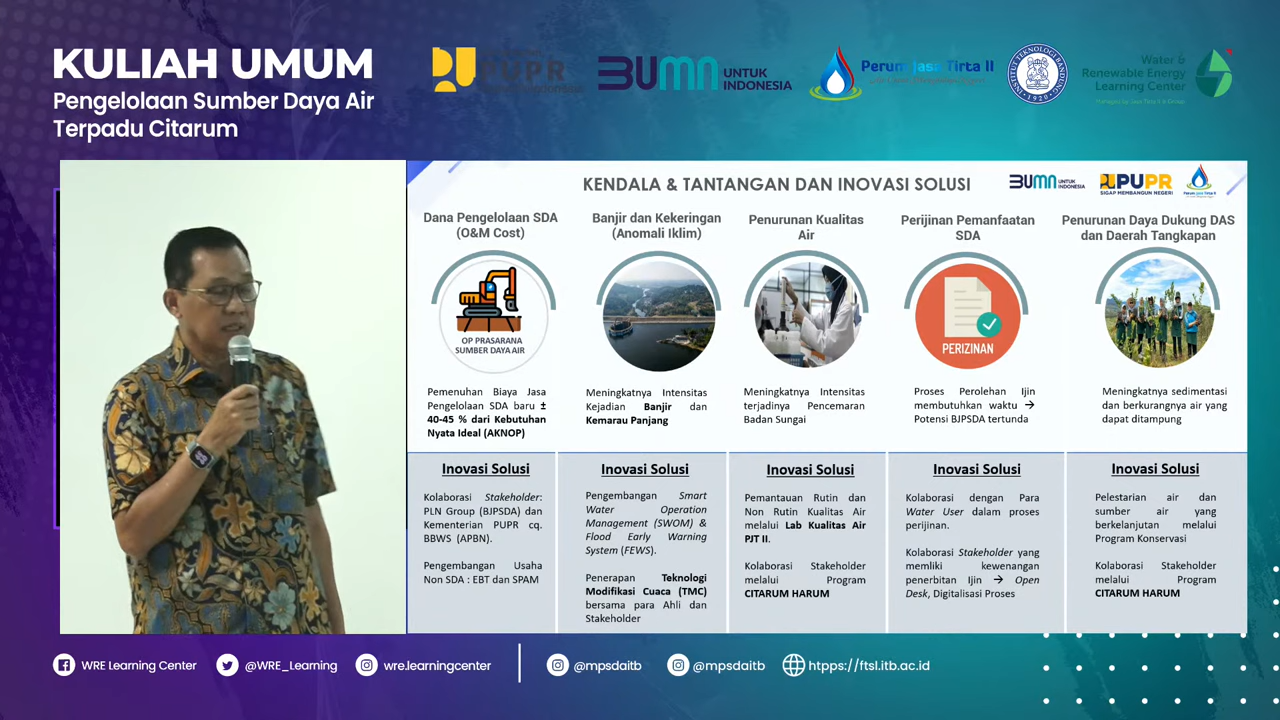 KULIAH UMUM
Pengelolaan Sumber Daya Air
Terpadu Citarum
PUPR
BUMN UNTUK INDONESIA
Perum Jasa Tirta II
INSTITUT TEKNOLOGI BANDUNG
1920
Water &
Renewable Energy
Learning Center
KENDALA & TANTANGAN DAN INOVASI SOLUSI
BUMN UNTUK INDONESIA
PUPR
SIGAP MEMBANGUN NEGERI
Perum Jasa Tirta II
Dana Pengelolaan SDA
(O&M Cost)
OP PRASARANA
SUMBER DAYA AIR
Pemenuhan Biaya Jasa
Pengelolaan SDA baru ±
40-45 % dari Kebutuhan
Nyata Ideal (AKNOP)
Banjir dan Kekeringan
(Anomali Iklim)
Meningkatnya Intensitas
Kejadian Banjir dan
Kemarau Panjang
Penurunan Kualitas
Air
Meningkatnya Intensitas
terjadinya Pencemaran
Badan Sungai
Perijinan Pemanfaatan
SDA
PERIZINAN
Proses Perolehan Ijin
membutuhkan waktu →
Potensi BJPSDA tertunda
Penurunan Daya Dukung DAS
dan Daerah Tangkapan
Meningkatnya sedimentasi
dan berkurangnya air yang
dapat ditampung
Inovasi Solusi
Kolaborasi Stakeholder:
PLN Group (BJPSDA) dan
Kementerian PUPR cq.
BBWS (APBN).
Pengembangan Usaha
Non SDA : EBT dan SPAM
Inovasi Solusi
Pengembangan Smart
Water Operation
Management (SWOM) &
Flood Early Warning
System (FEWS).
Penerapan Teknologi
Modifikasi Cuaca (TMC)
bersama para Ahli dan
Stakeholder
Inovasi Solusi
Pemantauan Rutin dan
Non Rutin Kualitas Air
melalui Lab Kualitas Air
PJT II.
Kolaborasi Stakeholder
melalui Program
CITARUM HARUM
Inovasi Solusi
Kolaborasi dengan Para
Water User dalam proses
perijinan.
Kolaborasi Stakeholder yang
memliki kewenangan
penerbitan Ijin → Open
Desk, Digitalisasi Proses
Inovasi Solusi
Pelestarian air dan
sumber air yang
berkelanjutan melalui
Program Konservasi
Kolaborasi Stakeholder
melalui Program
CITARUM HARUM
WRE Learning Center
@WRE_Learning
wre.learningcenter
@mpsdaitb
@mpsdaitb
htpps://ftsl.itb.ac.id